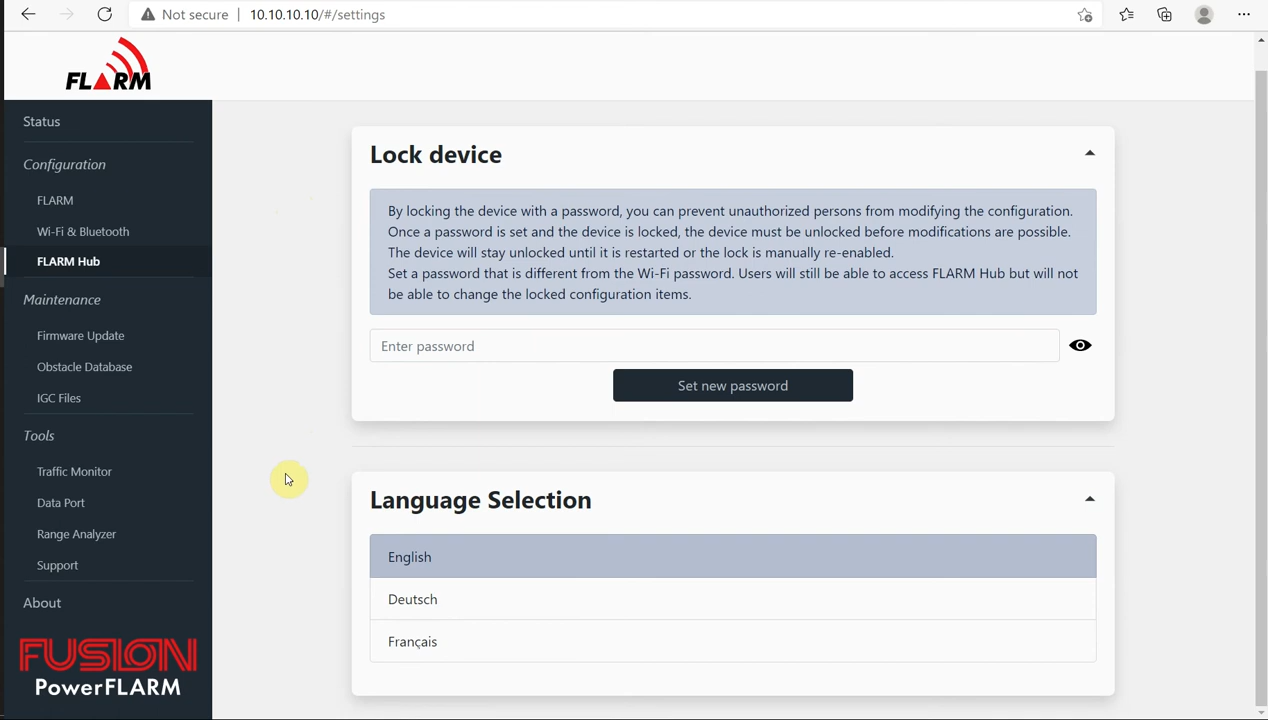 Not secure | 10.10.10.10/#/settings
FLARM
Status
Configuration
FLARM
Wi-Fi & Bluetooth
FLARM Hub
Maintenance
Firmware Update
Obstacle Database
IGC Files
Tools
Traffic Monitor
Data Port
Range Analyzer
Support
About
FUSION
PowerFLARM
Lock device
By locking the device with a password, you can prevent unauthorized persons from modifying the configuration.
Once a password is set and the device is locked, the device must be unlocked before modifications are possible.
The device will stay unlocked until it is restarted or the lock is manually re-enabled.
Set a password that is different from the Wi-Fi password. Users will still be able to access FLARM Hub but will not
be able to change the locked configuration items.
Enter password
Set new password
Language Selection
English
Deutsch
Français